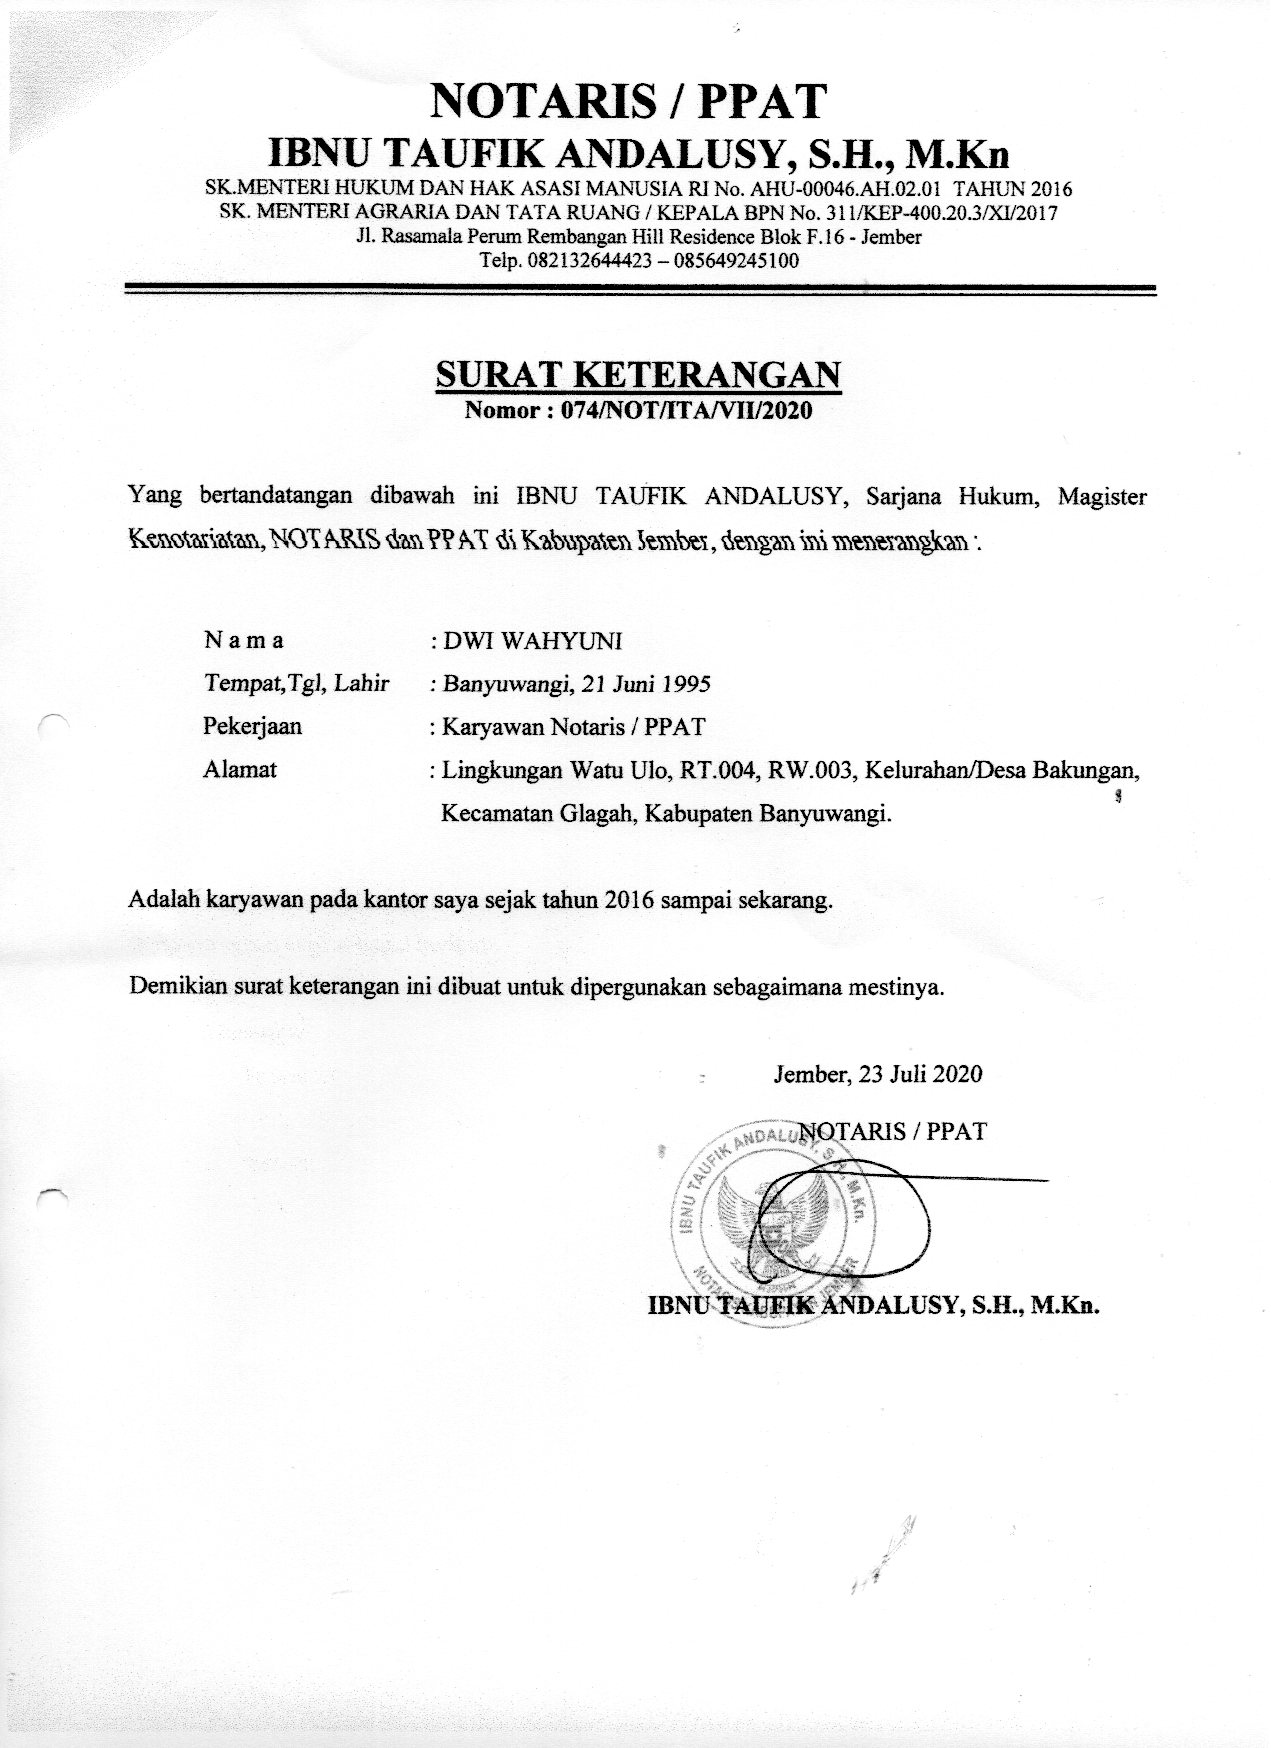 NOTARIS / PPAT
IBNU TAUFIK ANDALUSY, S.H., M.Kn
SK.MENTERI HUKUM DAN HAK ASASI MANUSIA RI No. AHU-00046.AH.02.01 TAHUN 2016
SK. MENTERI AGRARIA DAN TATA RUANG / KEPALA BPN No. 311/KEP-400.20.3/XI/2017
Jl. Rasamala Perum Rembangan Hill Residence Blok F.16 - Jember
Telp. 082132644423 – 085649245100
SURAT KETERANGAN
Nomor : 074/NOT/ITA/VII/2020
Yang bertandatangan dibawah ini IBNU TAUFIK ANDALUSY, Sarjana Hukum, Magister
Kenotariatan, NOTARIS dan PPAT di Kabupaten Jember, dengan ini menerangkan :
N a m a : DWI WAHYUNI
Tempat,Tgl, Lahir : Banyuwangi, 21 Juni 1995
Pekerjaan : Karyawan Notaris / PPAT
Alamat : Lingkungan Watu Ulo, RT.004, RW.003, Kelurahan/Desa Bakungan,
Kecamatan Glagah, Kabupaten Banyuwangi.
Adalah karyawan pada kantor saya sejak tahun 2016 sampai sekarang.
Demikian surat keterangan ini dibuat untuk dipergunakan sebagaimana mestinya.
Jember, 23 Juli 2020
NOTARIS / PPAT
IBNU TAUFIK ANDALUSY, S.H., M.Kn.
IBNU TAUFIK ANDALUSY, S.H., M.Kn.